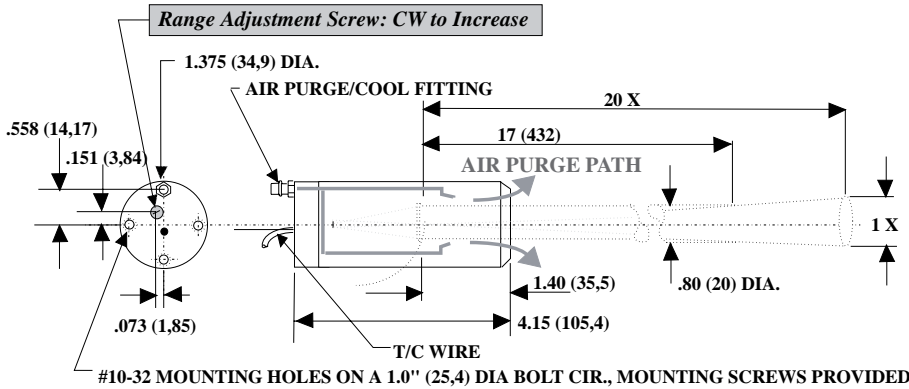 Range Adjustment Screw: CW to Increase
1.375 (34,9) DIA.
AIR PURGE/COOL FITTING
20 X
.558 (14,17)
17 (432)
.151 (3,84)
AIR PURGE PATH
1 X
1.40 (35,5)
.80 (20) DIA.
.073 (1,85)
4.15 (105,4)
T/C WIRE
#10-32 MOUNTING HOLES ON A 1.0" (25,4) DIA BOLT CIR., MOUNTING SCREWS PROVIDED